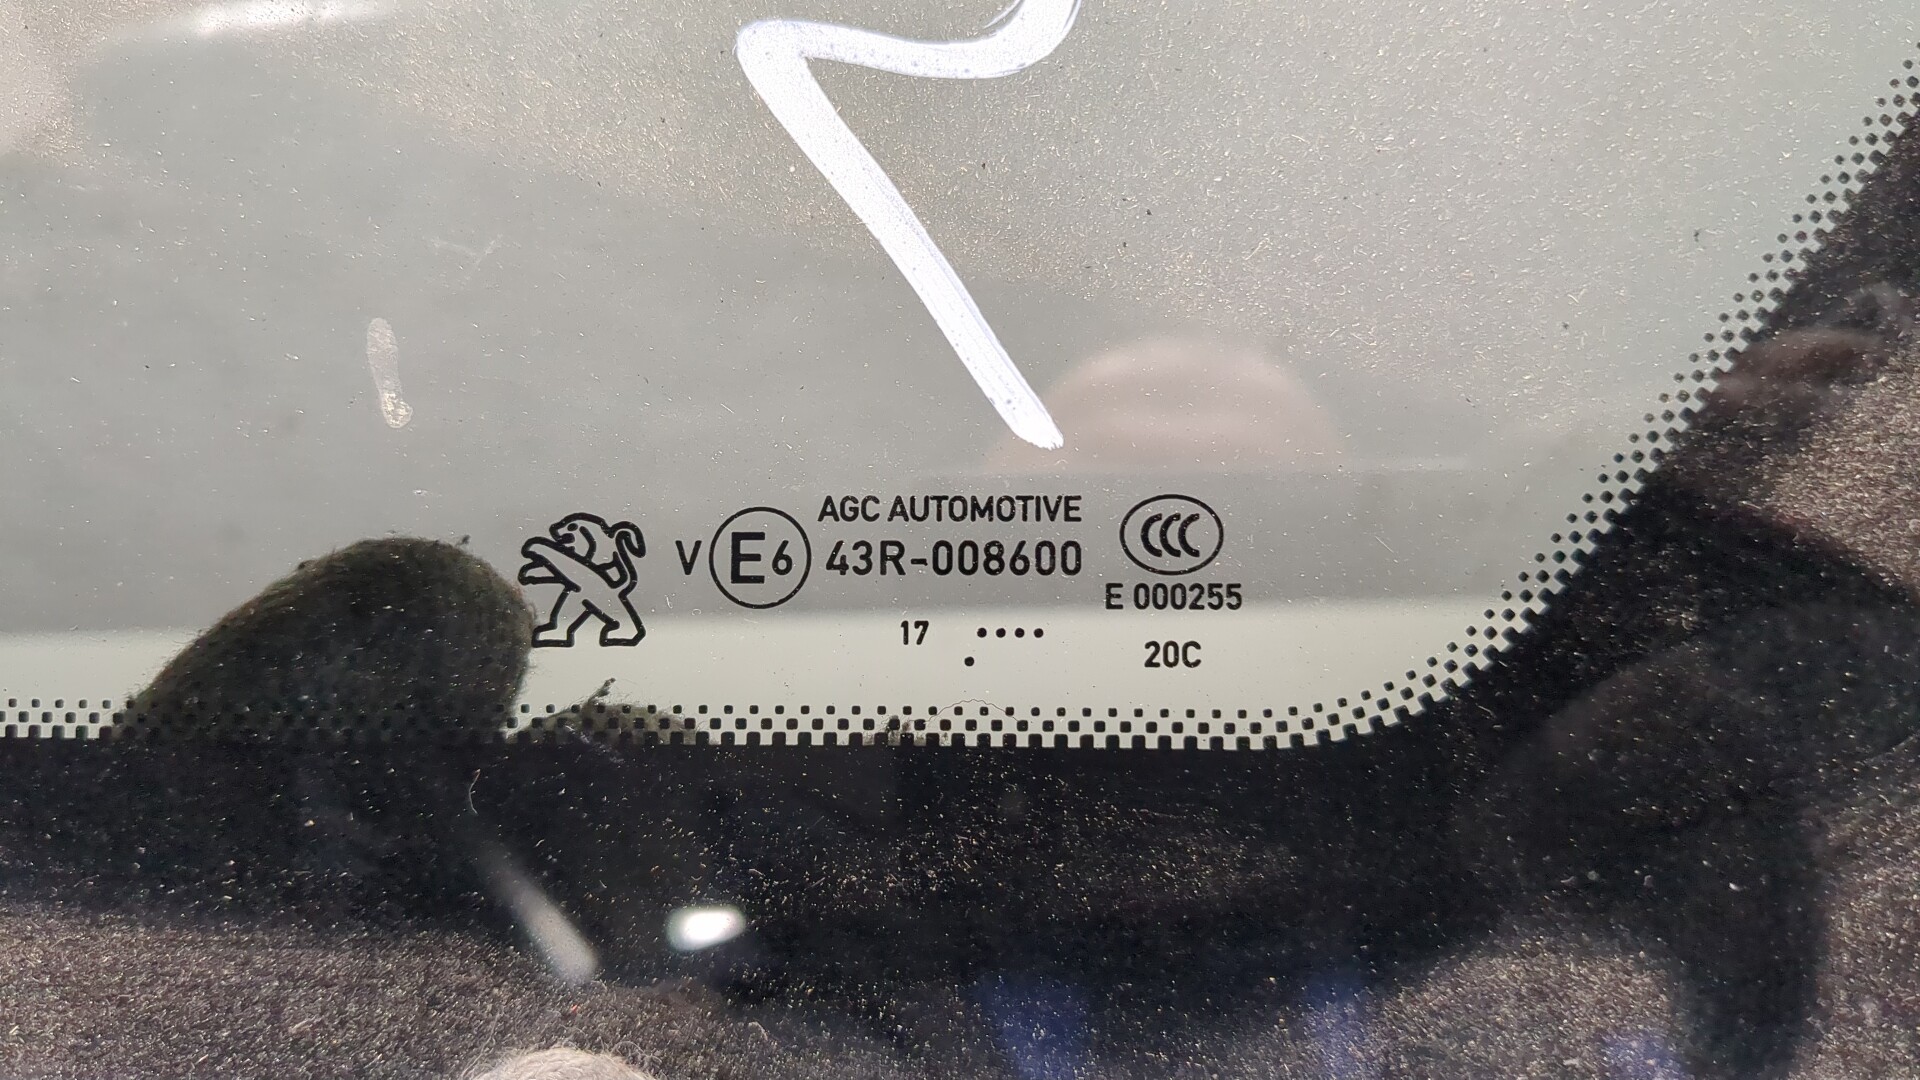 AGC AUTOMOTIVE
V E6 43R-008600 CCC
E 000255
17 ....
.
20C